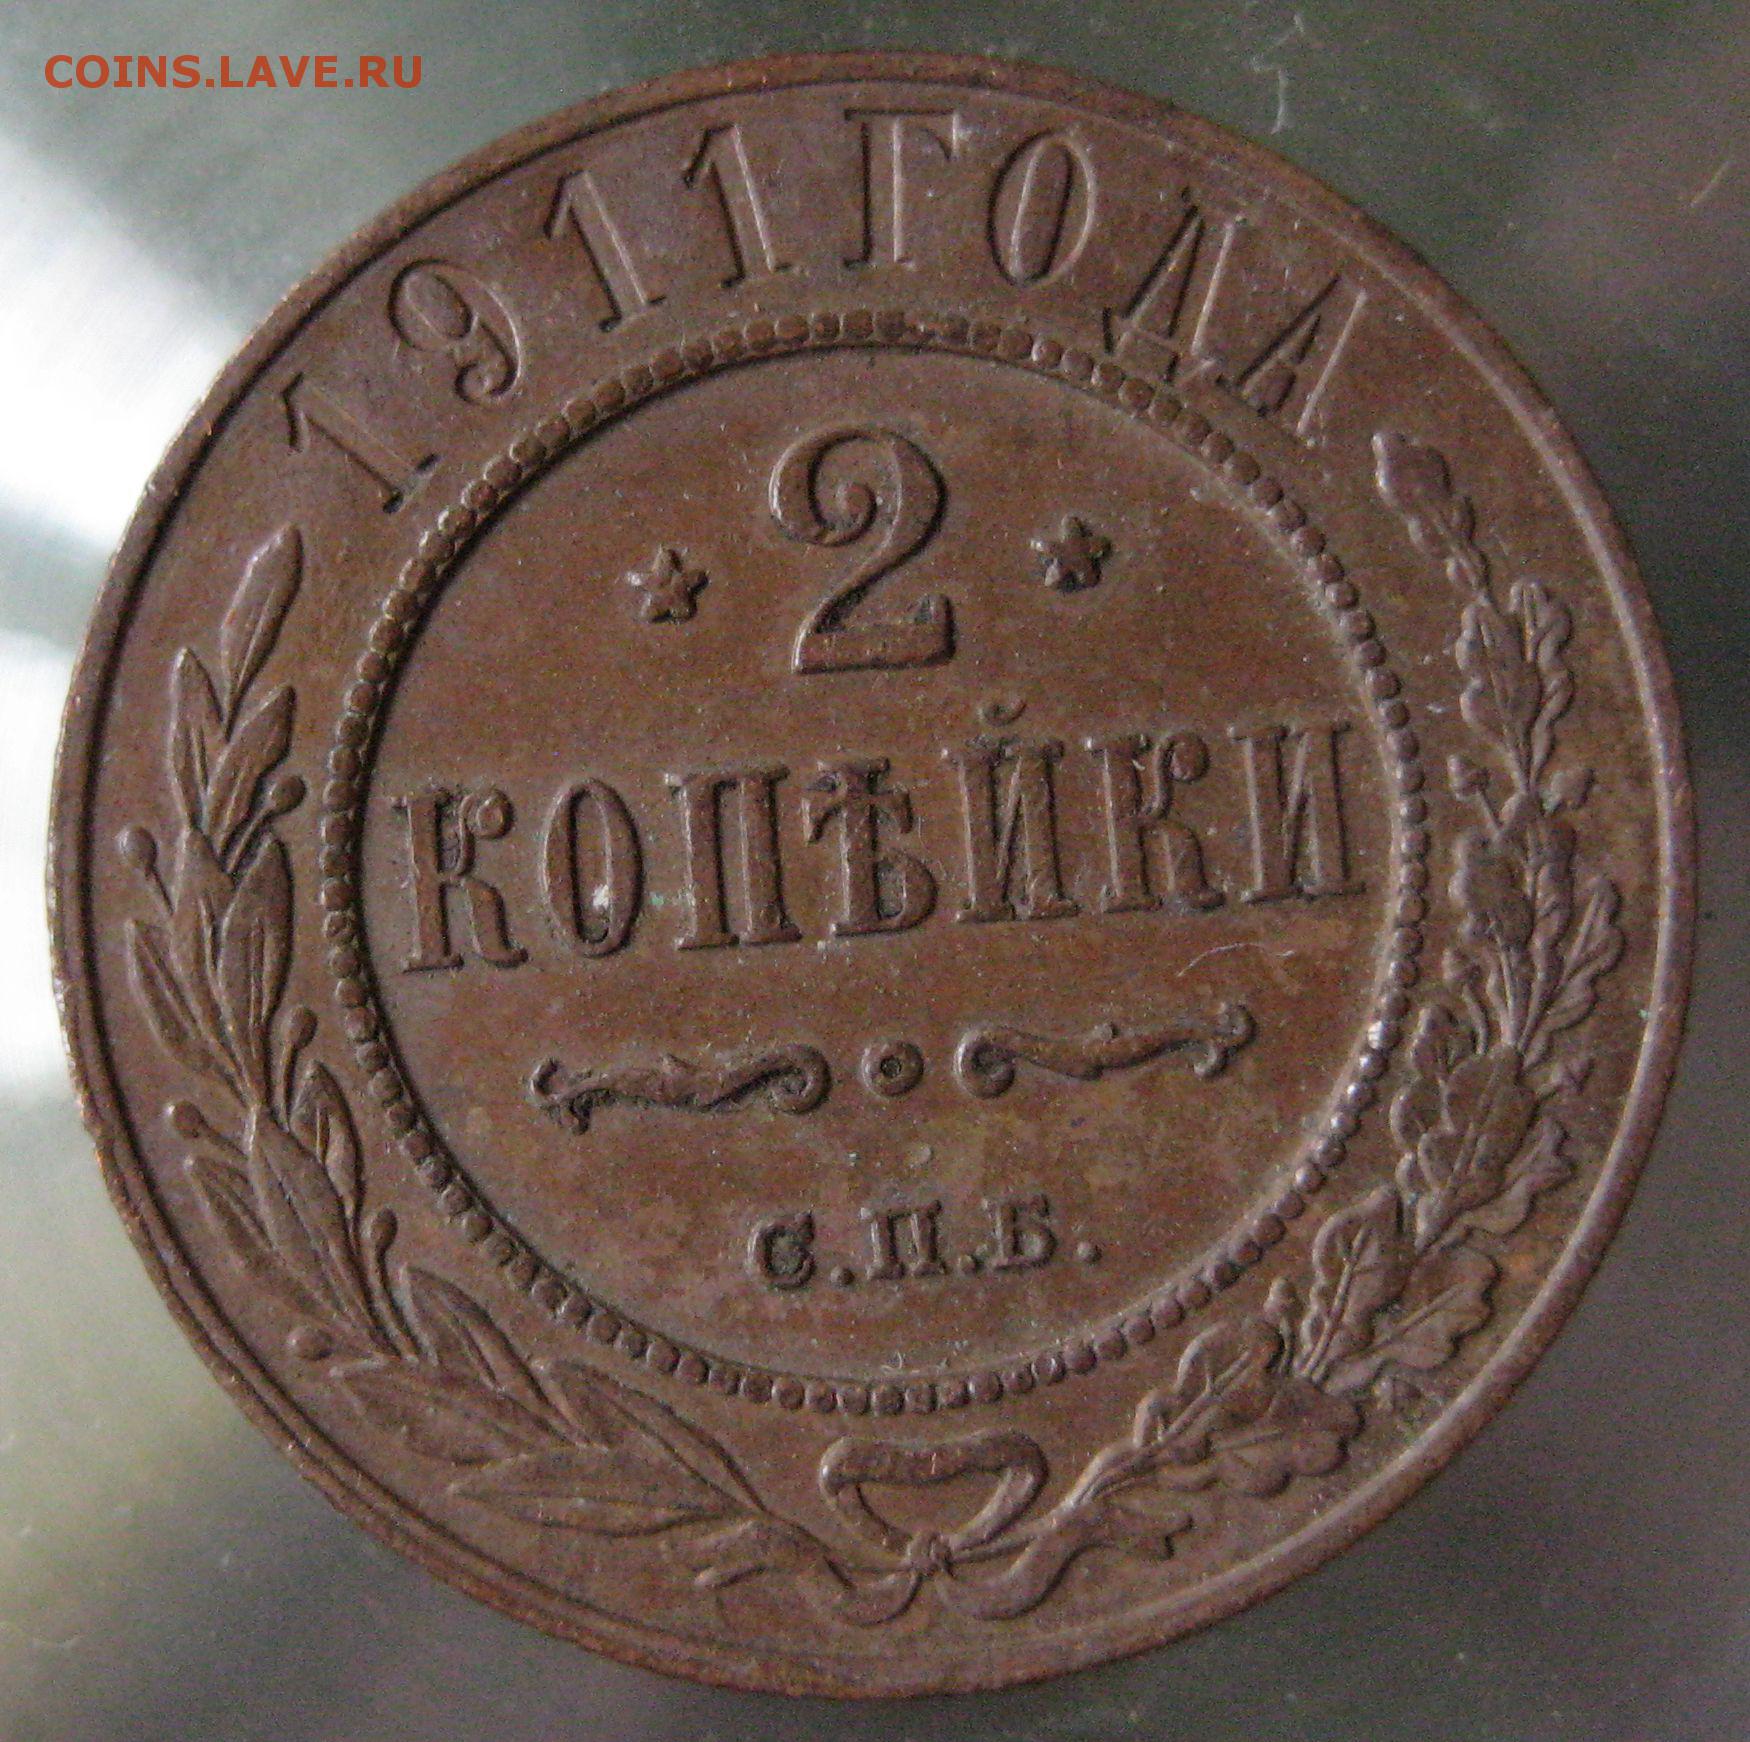 COINS.LAVE.RU
1911 ГОДА
2
КОПѢЙКИ
С.П.Б.